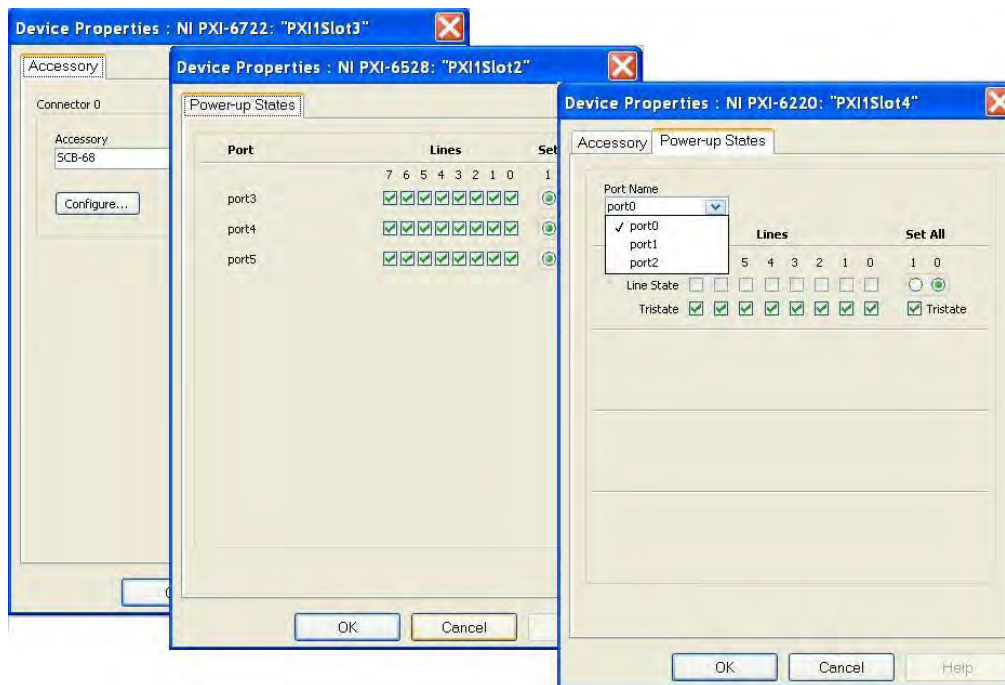 Device Properties : NI PXI-6722: "PXI1Slot3"
Accessory
Connector 0
Accessory
SCB-68
Configure...
Device Properties : NI PXI-6528: "PXI1Slot2"
Power-up States
Port Lines Set
7 6 5 4 3 2 1 0 1
port3
port4
port5
OK Cancel
Device Properties : NI PXI-6220: "PXI1Slot4"
Accessory Power-up States
Port Name
port0
port0
port1
port2
Lines Set All
5 4 3 2 1 0 1 0
Line State
Tristate Tristate
OK Cancel Help